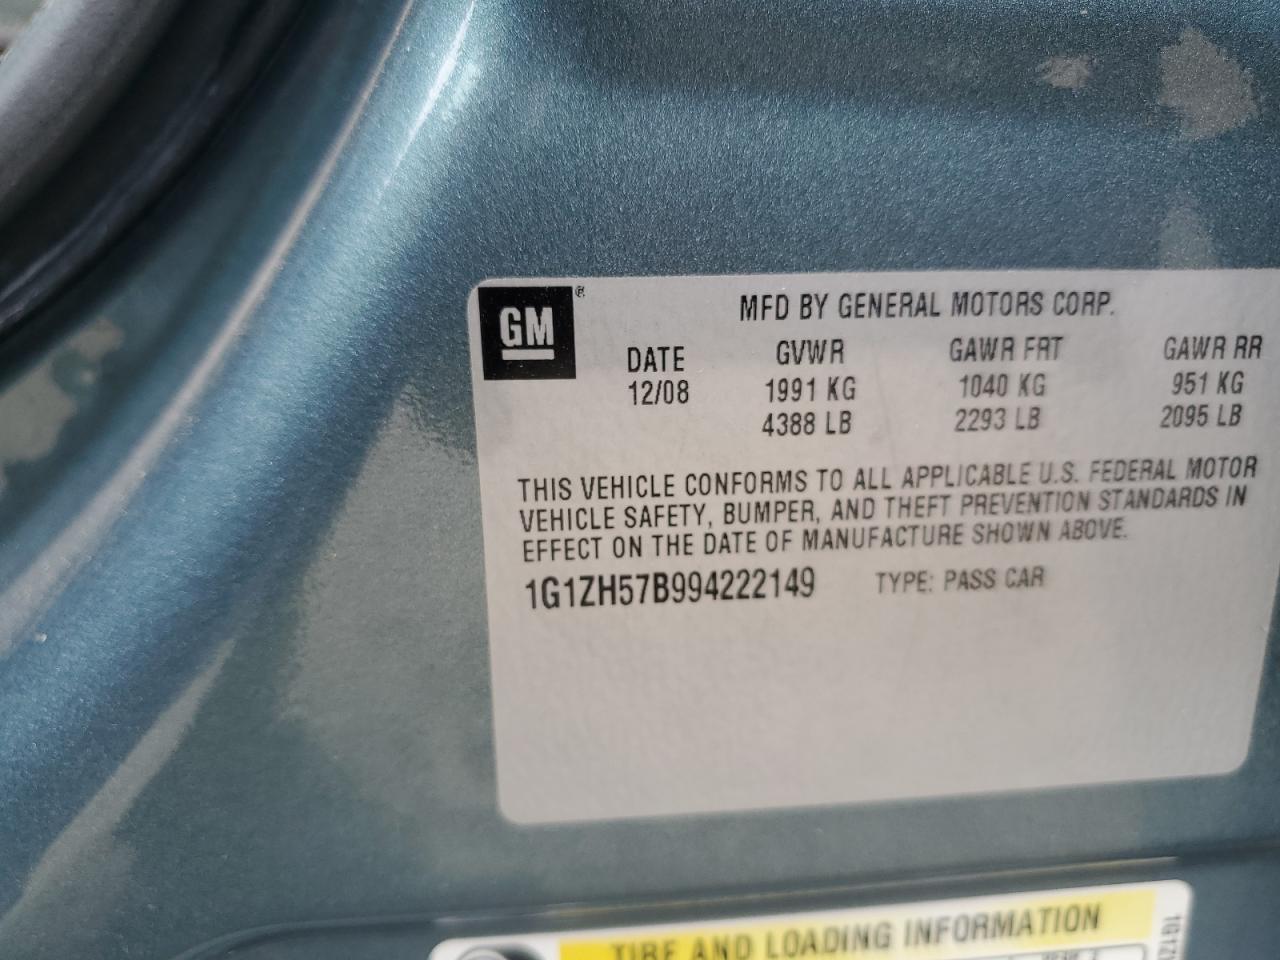 GM ®
MFD BY GENERAL MOTORS CORP.
DATE GVWR GAWR FRT GAWR RR
12/08 1991 KG 1040 KG 951 KG
4388 LB 2293 LB 2095 LB
THIS VEHICLE CONFORMS TO ALL APPLICABLE U.S. FEDERAL MOTOR
VEHICLE SAFETY, BUMPER, AND THEFT PREVENTION STANDARDS IN
EFFECT ON THE DATE OF MANUFACTURE SHOWN ABOVE.
1G1ZH57B994222149 TYPE: PASS CAR
TIRE AND LOADING INFORMATION